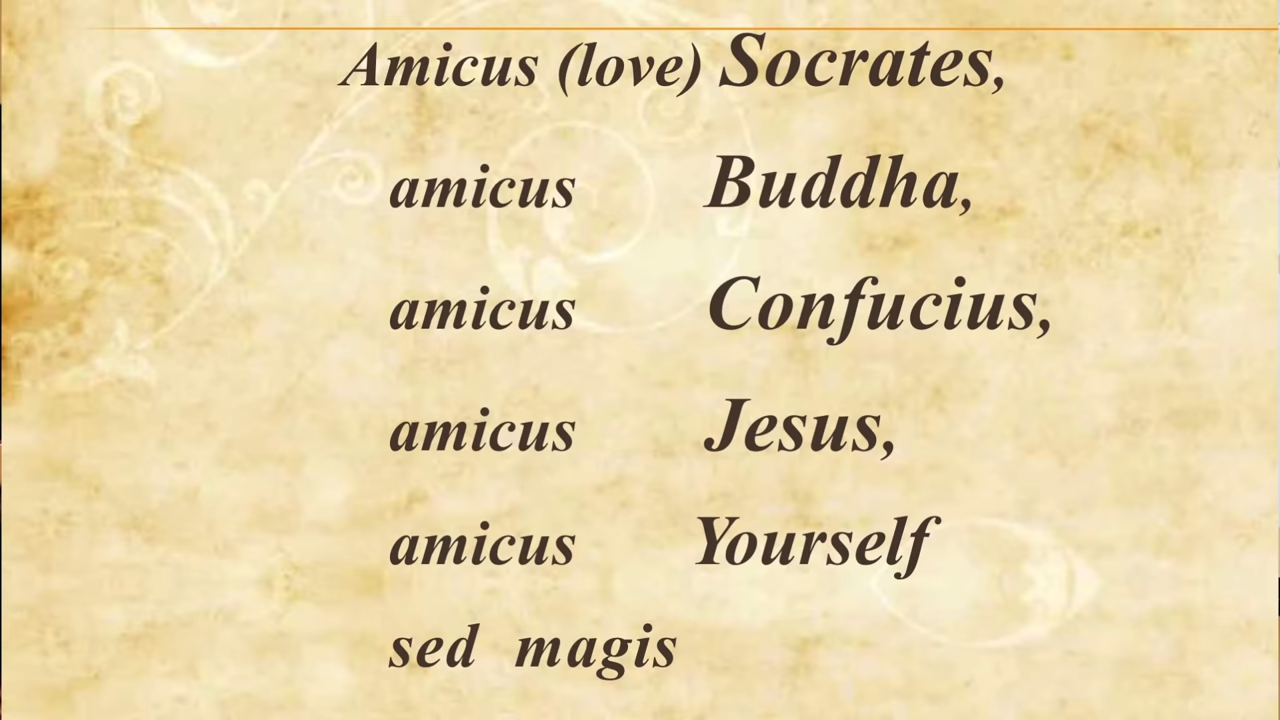 Amicus (love) Socrates,
amicus Buddha,
amicus Confucius,
amicus Jesus,
amicus Yourself
sed magis